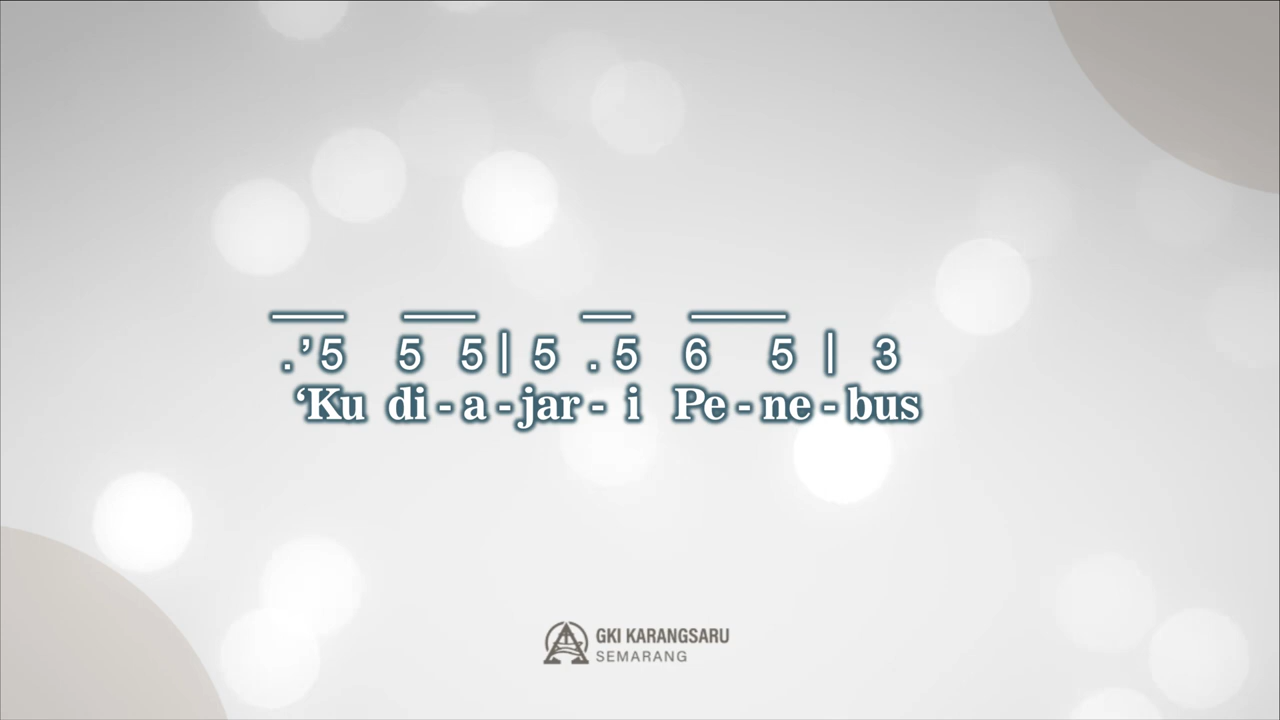 .’5 5 5| 5 . 5 6 5 | 3
‘Ku di - a - jar - i Pe - ne - bus
GKI KARANGSARU
SEMARANG